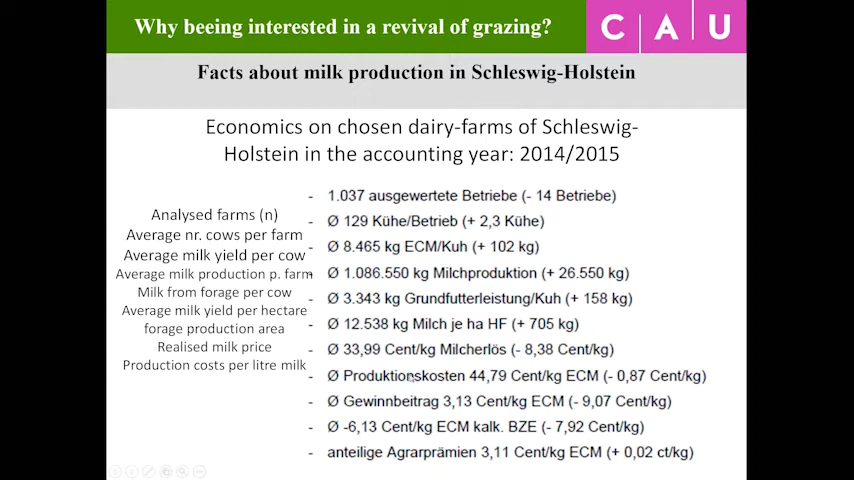 Why beeing interested in a revival of grazing?
C A U
Facts about milk production in Schleswig-Holstein
Economics on chosen dairy-farms of Schleswig-
Holstein in the accounting year: 2014/2015
Analysed farms (n)
Average nr. cows per farm
Average milk yield per cow
Average milk production p. farm
Milk from forage per cow
Average milk yield per hectare
forage production area
Realised milk price
Production costs per litre milk
- 1.037 ausgewertete Betriebe (- 14 Betriebe)
- Ø 129 Kühe/Betrieb (+ 2,3 Kühe)
- Ø 8.465 kg ECM/Kuh (+ 102 kg)
- Ø 1.086.550 kg Milchproduktion (+ 26.550 kg)
- Ø 3.343 kg Grundfutterleistung/Kuh (+ 158 kg)
- Ø 12.538 kg Milch je ha HF (+ 705 kg)
- Ø 33,99 Cent/kg Milcherlös (- 8,38 Cent/kg)
- Ø Produktionskosten 44,79 Cent/kg ECM (- 0,87 Cent/kg)
- Ø Gewinnbeitrag 3,13 Cent/kg ECM (- 9,07 Cent/kg)
- Ø -6,13 Cent/kg ECM kalk. BZE (- 7,92 Cent/kg)
- anteilige Agrarprämien 3,11 Cent/kg ECM (+ 0,02 ct/kg)